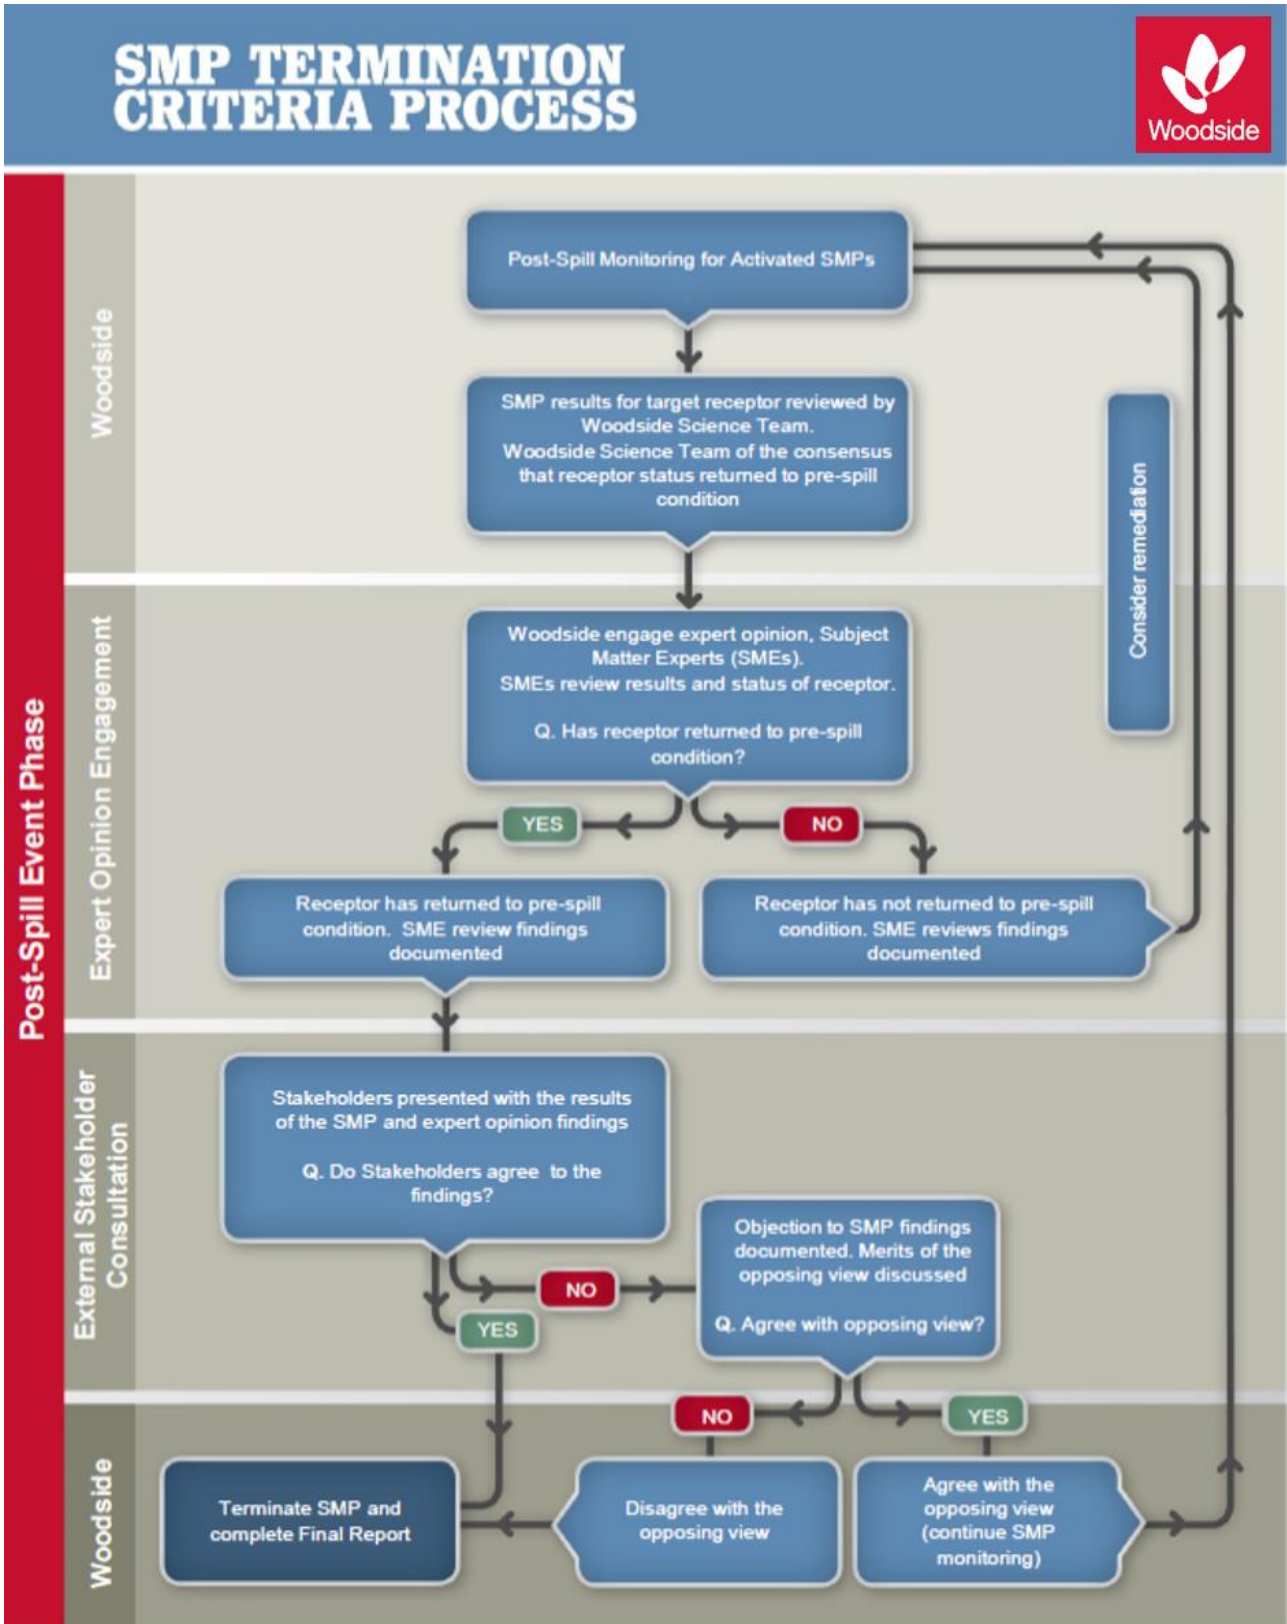 SMP TERMINATION
CRITERIA PROCESS
Woodside
Post-Spill Event Phase
Woodside
Post-Spill Monitoring for Activated SMPs
SMP results for target receptor reviewed by
Woodside Science Team.
Woodside Science Team of the consensus
that receptor status returned to pre-spill
condition
Consider remediation
Expert Opinion Engagement
Woodside engage expert opinion, Subject
Matter Experts (SMEs).
SMEs review results and status of receptor.
Q. Has receptor returned to pre-spill
condition?
YES
NO
Receptor has returned to pre-spill
condition. SME review findings
documented
Receptor has not returned to pre-spill
condition. SME reviews findings
documented
External Stakeholder
Consultation
Stakeholders presented with the results
of the SMP and expert opinion findings
Q. Do Stakeholders agree to the
findings?
NO
YES
Objection to SMP findings
documented. Merits of the
opposing view discussed
Q. Agree with opposing view?
NO
YES
Woodside
Terminate SMP and
complete Final Report
Disagree with the
opposing view
Agree with the
opposing view
(continue SMP
monitoring)